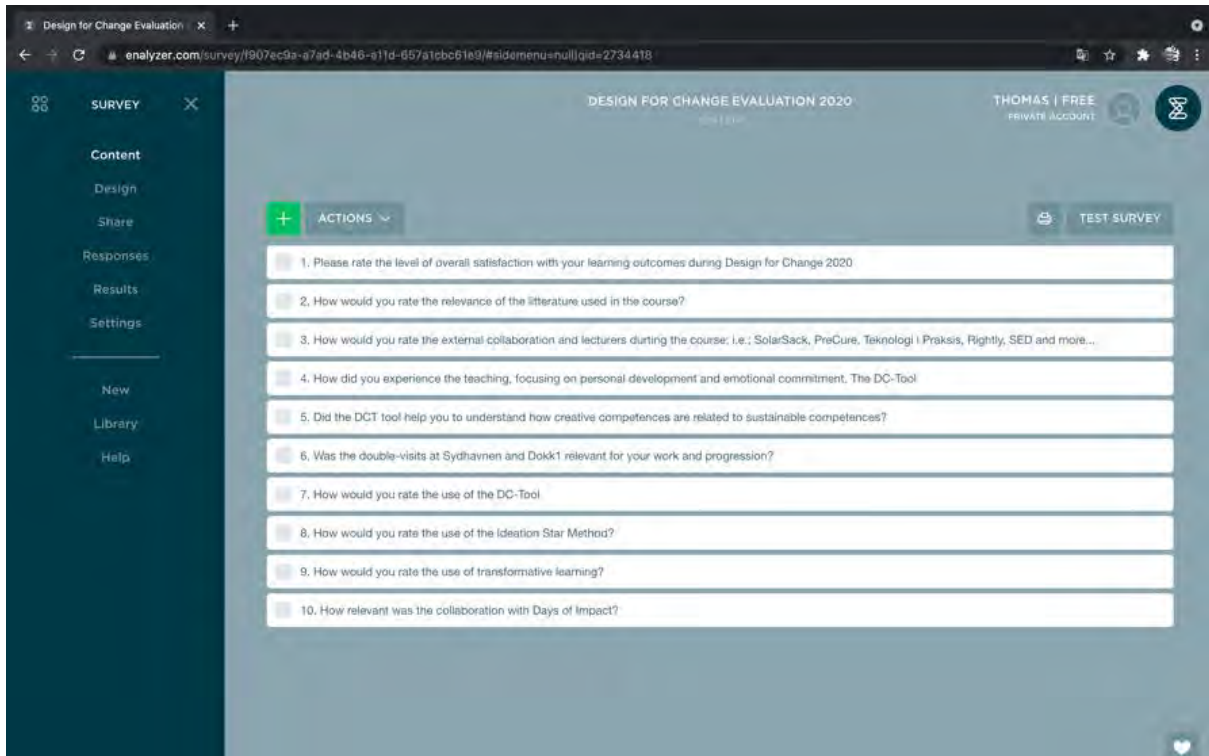 Design for Change Evaluation
enalyzer.com/survey/f907ec9a-a7ad-4b46-a11d-657a1cbc61e9/#sidemenu=null|qid=2734418
SURVEY
DESIGN FOR CHANGE EVALUATION 2020
CONTENT
THOMAS | FREE
PRIVATE ACCOUNT
Content
Design
Share
Responses
Results
Settings
New
Library
Help
ACTIONS
TEST SURVEY
1. Please rate the level of overall satisfaction with your learning outcomes during Design for Change 2020
2. How would you rate the relevance of the litterature used in the course?
3. How would you rate the external collaboration and lecturers durting the course; i.e.; SolarSack, PreCure, Teknologi i Praksis, Rightly, SED and more...
4. How did you experience the teaching, focusing on personal development and emotional commitment. The DC-Tool
5. Did the DCT tool help you to understand how creative competences are related to sustainable competences?
6. Was the double-visits at Sydhavnen and Dokk1 relevant for your work and progression?
7. How would you rate the use of the DC-Tool
8. How would you rate the use of the Ideation Star Method?
9. How would you rate the use of transformative learning?
10. How relevant was the collaboration with Days of Impact?